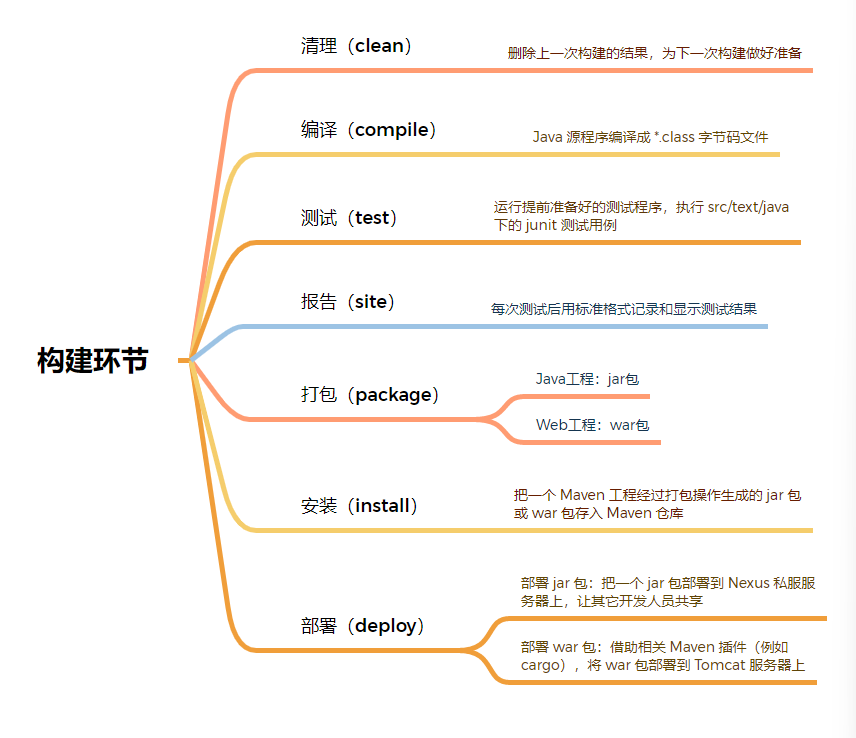 构建环节
清理（clean）
删除上一次构建的结果，为下一次构建做好准备
编译（compile）
Java 源程序编译成 *.class 字节码文件
测试（test）
运行提前准备好的测试程序，执行 src/text/java
下的 junit 测试用例
报告（site）
每次测试后用标准格式记录和显示测试结果
打包（package）
Java工程：jar包
Web工程：war包
安装（install）
把一个 Maven 工程经过打包操作生成的 jar 包
或 war 包存入 Maven 仓库
部署（deploy）
部署 jar 包：把一个 jar 包部署到 Nexus 私服服
务器上，让其它开发人员共享
部署 war 包：借助相关 Maven 插件（例如
cargo），将 war 包部署到 Tomcat 服务器上